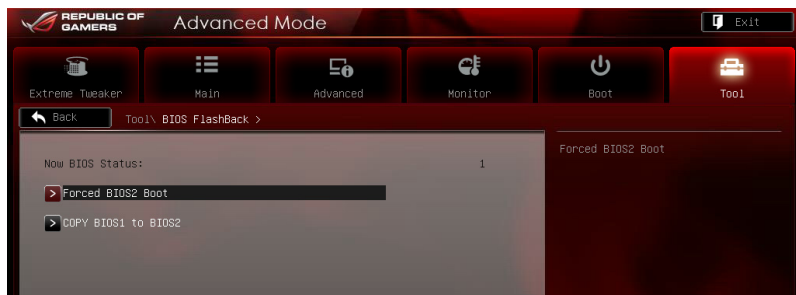 REPUBLIC OF
GAMERS
Advanced Mode
Exit
Extreme Tweaker
Main
Advanced
Monitor
Boot
Tool
Back
Tool\ BIOS FlashBack >
Now BIOS Status:
1
Forced BIOS2 Boot
> Forced BIOS2 Boot
> COPY BIOS1 to BIOS2